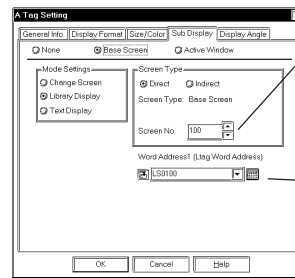 A Tag Setting
General Info. Display Format Size/Color Sub Display Display Angle
None Base Screen Active Window
Mode Settings
Change Screen
Library Display
Text Display
Screen Type
Direct Indirect
Screen Type: Base Screen
Screen No. 100
Word Address1 (Ltag Word Address)
LS0100
OK Cancel Help